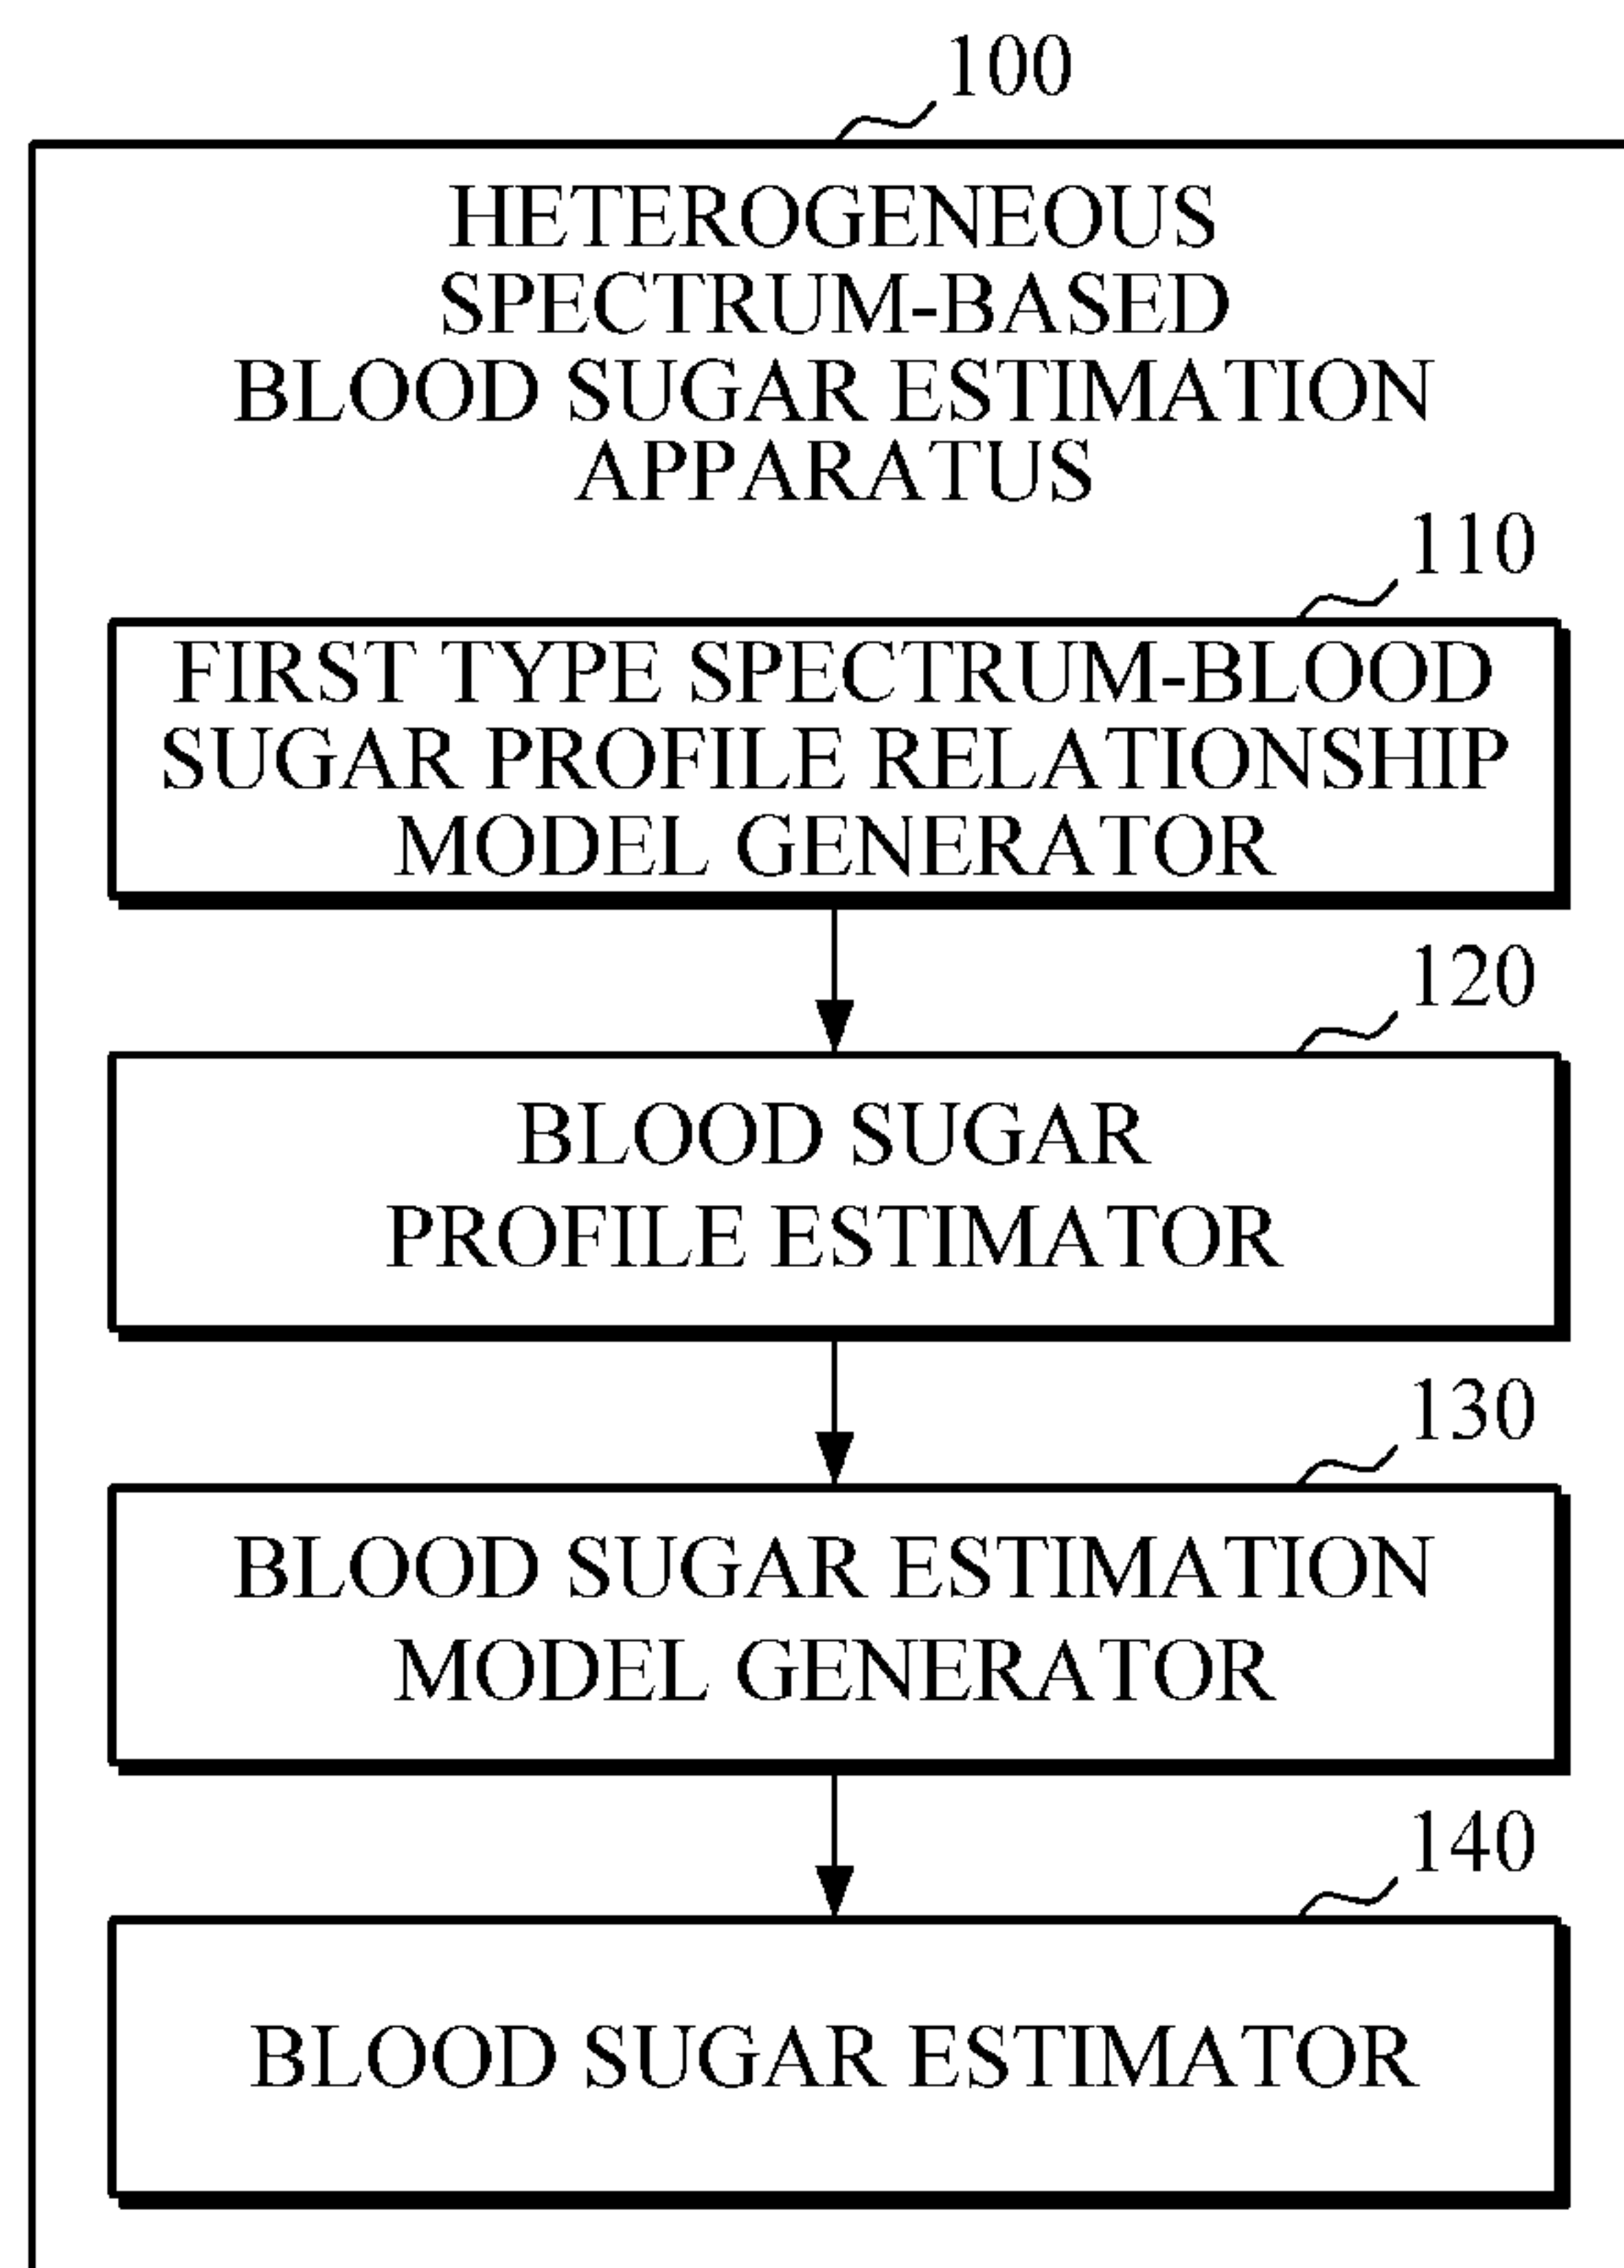 100
HETEROGENEOUS
SPECTRUM-BASED
BLOOD SUGAR ESTIMATION
APPARATUS
110
FIRST TYPE SPECTRUM-BLOOD
SUGAR PROFILE RELATIONSHIP
MODEL GENERATOR
120
BLOOD SUGAR
PROFILE ESTIMATOR
130
BLOOD SUGAR ESTIMATION
MODEL GENERATOR
140
BLOOD SUGAR ESTIMATOR